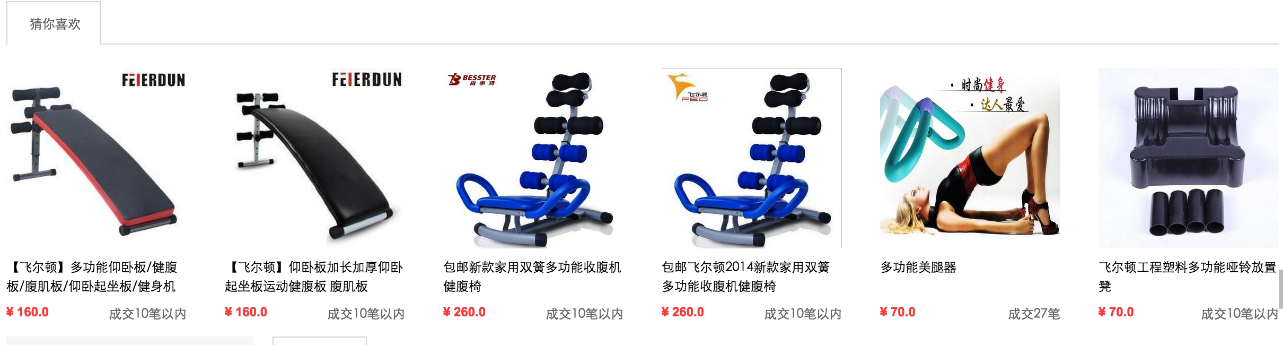 猜你喜欢
FEIERDUN
FEIERDUN
BESSTER
倍斯特
飞尔顿
FED
·时尚健身
·达人最爱
【飞尔顿】多功能仰卧板/健腹
板/腹肌板/仰卧起坐板/健身机
¥ 160.0 成交10笔以内
【飞尔顿】仰卧板加长加厚仰卧
起坐板运动健腹板 腹肌板
¥ 160.0 成交10笔以内
包邮新款家用双簧多功能收腹机
健腹椅
¥ 260.0 成交10笔以内
包邮飞尔顿2014新款家用双簧
多功能收腹机健腹椅
¥ 260.0 成交10笔以内
多功能美腿器
¥ 70.0 成交27笔
飞尔顿工程塑料多功能哑铃放置
凳
¥ 70.0 成交10笔以内